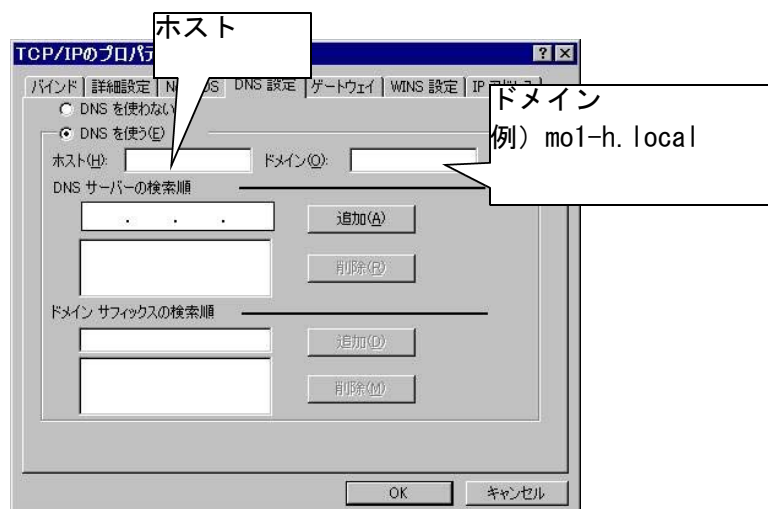 ホスト
TCP/IPのプロパテ
バインド 詳細設定 DNS 設定 ゲートウェイ WINS 設定
ドメイン
例）mo1-h.local
DNS を使わない
DNS を使う(E)
ホスト(H): ドメイン(O):
DNS サーバーの検索順
. . .
追加(A)
削除(R)
ドメイン サフィックスの検索順
追加(D)
削除(M)
OK キャンセル